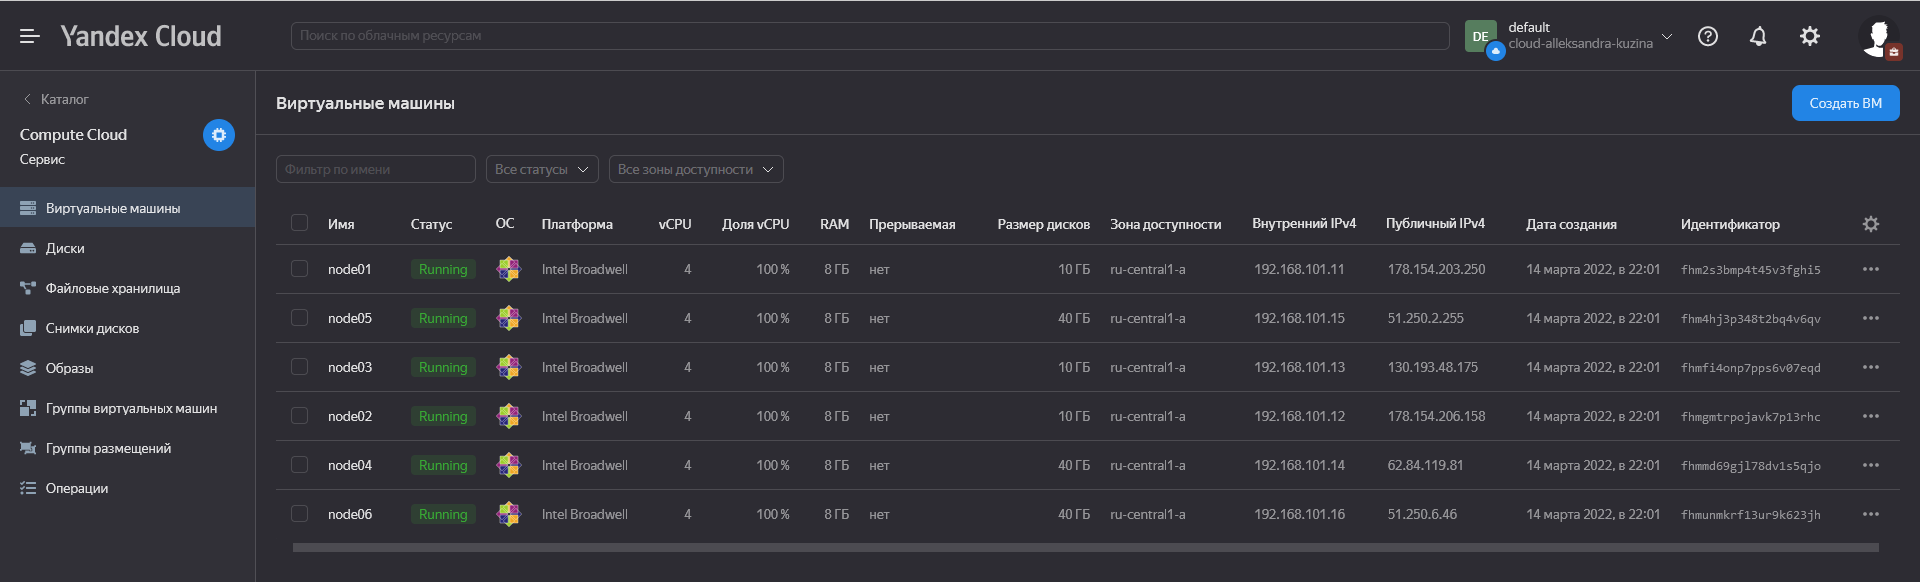 Yandex Cloud
Поиск по облачным ресурсам
DE
default
cloud-alleksandra-kuzina
Каталог
Compute Cloud
Сервис
Виртуальные машины
Диски
Файловые хранилища
Снимки дисков
Образы
Группы виртуальных машин
Группы размещений
Операции
Виртуальные машины
Создать ВМ
Фильтр по имени Все статусы Все зоны доступности
Имя Статус ОС Платформа vCPU Доля vCPU RAM Прерываемая Размер дисков Зона доступности Внутренний IPv4 Публичный IPv4 Дата создания Идентификатор
node01 Running Intel Broadwell 4 100 % 8 ГБ нет 10 ГБ ru-central1-a 192.168.101.11 178.154.203.250 14 марта 2022, в 22:01 fhm2s3bmp4t45v3fghi5
node05 Running Intel Broadwell 4 100 % 8 ГБ нет 40 ГБ ru-central1-a 192.168.101.15 51.250.2.255 14 марта 2022, в 22:01 fhm4hj3p348t2bq4v6qv
node03 Running Intel Broadwell 4 100 % 8 ГБ нет 10 ГБ ru-central1-a 192.168.101.13 130.193.48.175 14 марта 2022, в 22:01 fhmfi4onp7pps6v07eqd
node02 Running Intel Broadwell 4 100 % 8 ГБ нет 10 ГБ ru-central1-a 192.168.101.12 178.154.206.158 14 марта 2022, в 22:01 fhmgmtrpojavk7p13rhc
node04 Running Intel Broadwell 4 100 % 8 ГБ нет 40 ГБ ru-central1-a 192.168.101.14 62.84.119.81 14 марта 2022, в 22:01 fhmmd69gjl78dv1s5qjo
node06 Running Intel Broadwell 4 100 % 8 ГБ нет 40 ГБ ru-central1-a 192.168.101.16 51.250.6.46 14 марта 2022, в 22:01 fhmunmkrf13ur9k623jh